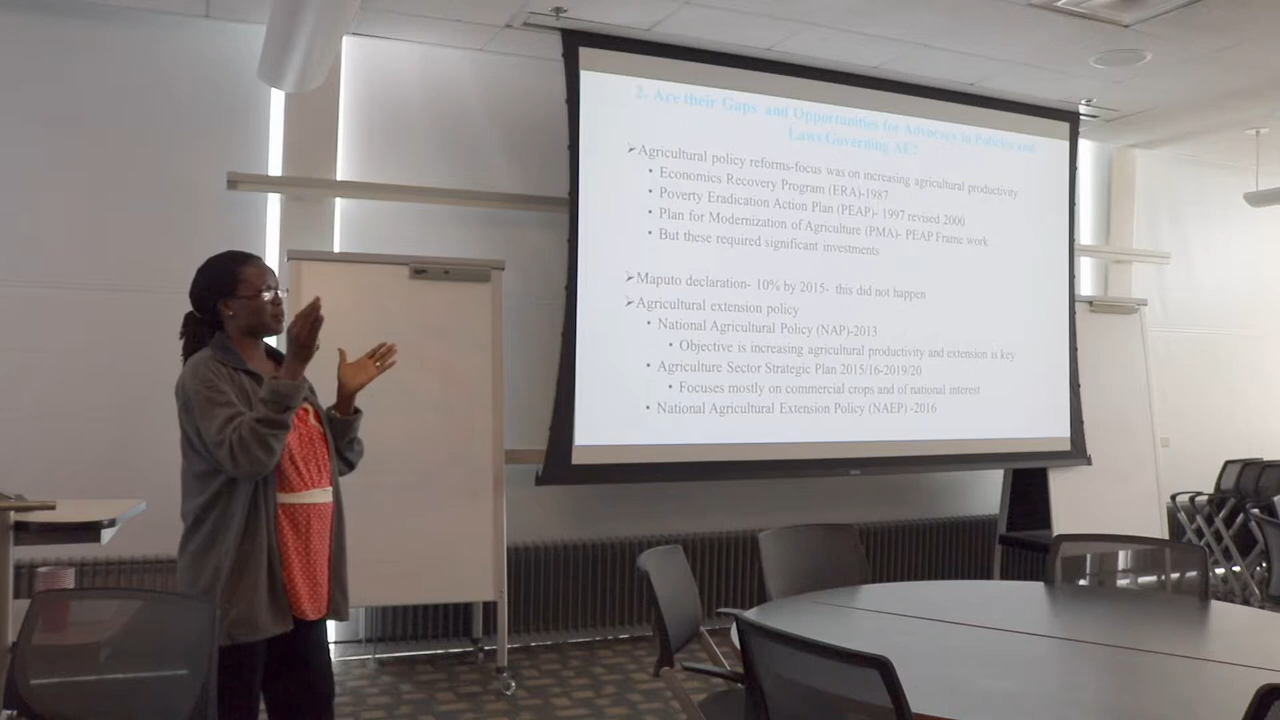 2. Are their Gaps and Opportunities for Advocacy in Policies and
Laws Governing AE?
➢Agricultural policy reforms-focus was on increasing agricultural productivity
• Economics Recovery Program (ERA)-1987
• Poverty Eradication Action Plan (PEAP)- 1997 revised 2000
• Plan for Modernization of Agriculture (PMA)- PEAP Frame work
• But these required significant investments
➢Maputo declaration- 10% by 2015- this did not happen
➢Agricultural extension policy
• National Agricultural Policy (NAP)-2013
• Objective is increasing agricultural productivity and extension is key
• Agriculture Sector Strategic Plan 2015/16-2019/20
• Focuses mostly on commercial crops and of national interest
• National Agricultural Extension Policy (NAEP) -2016